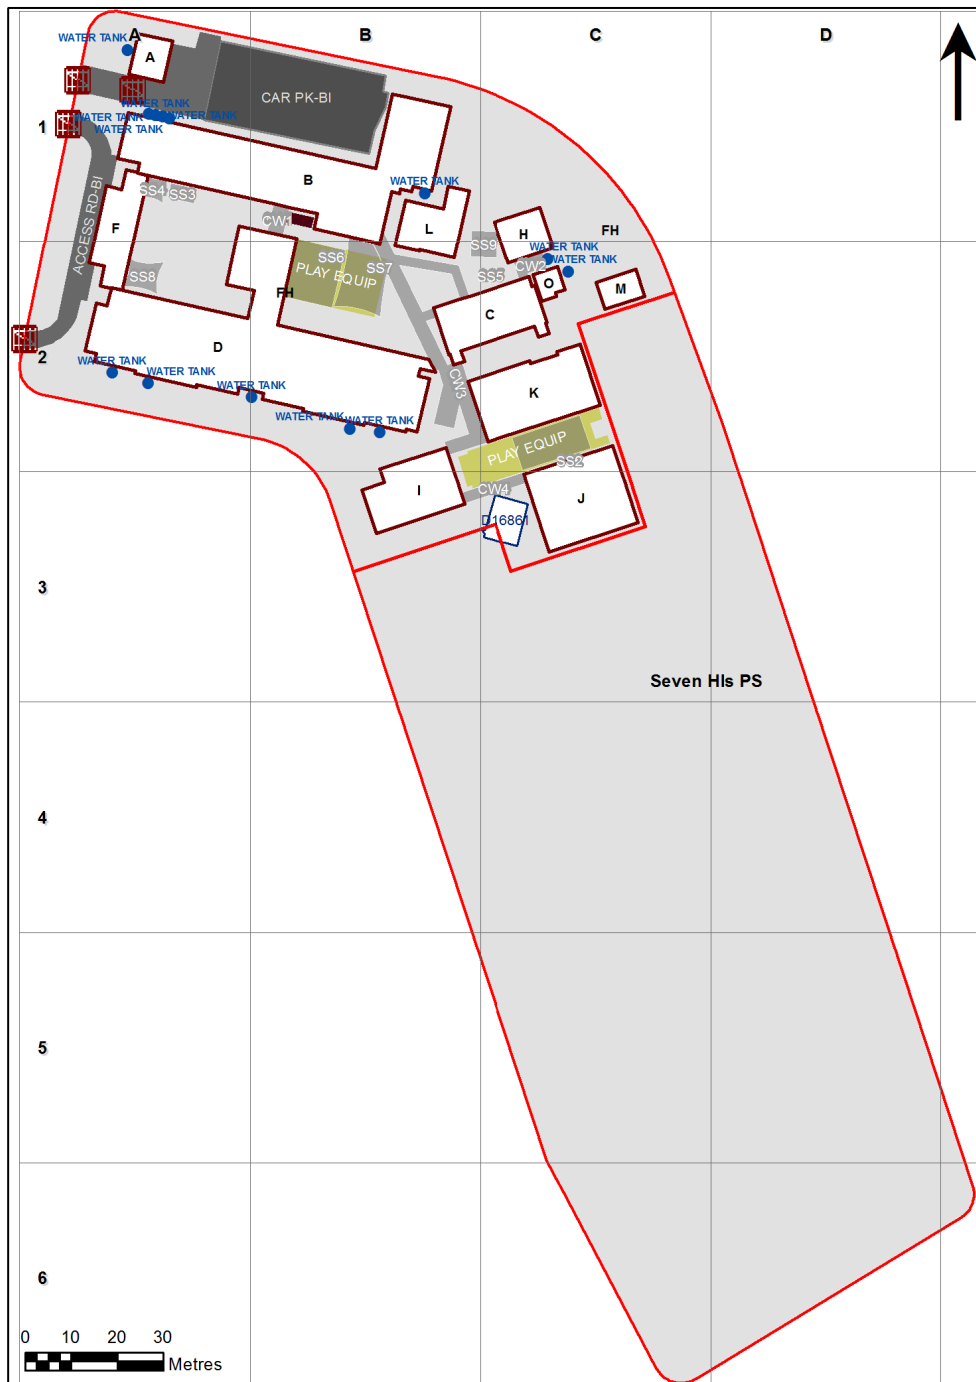 A
B
C
D
WATER TANK
A
CAR PK-BI
WATER TANK
WATER TANK
WATER TANK
WATER TANK
1
B
WATER TANK
SS4
SS3
CW1
F
L
H
FH
SS9
WATER TANK
WATER TANK
CW2
SS6
SS7
PLAY EQUIP
SS5
O
M
SS8
ACCESS RD-BI
FH
C
D
2
WATER TANK
WATER TANK
WATER TANK
CW3
K
WATER TANK
WATER TANK
PLAY EQUIP
SS2
I
CW4
J
D16861
3
Seven Hls PS
4
5
6
0 10 20 30
Metres